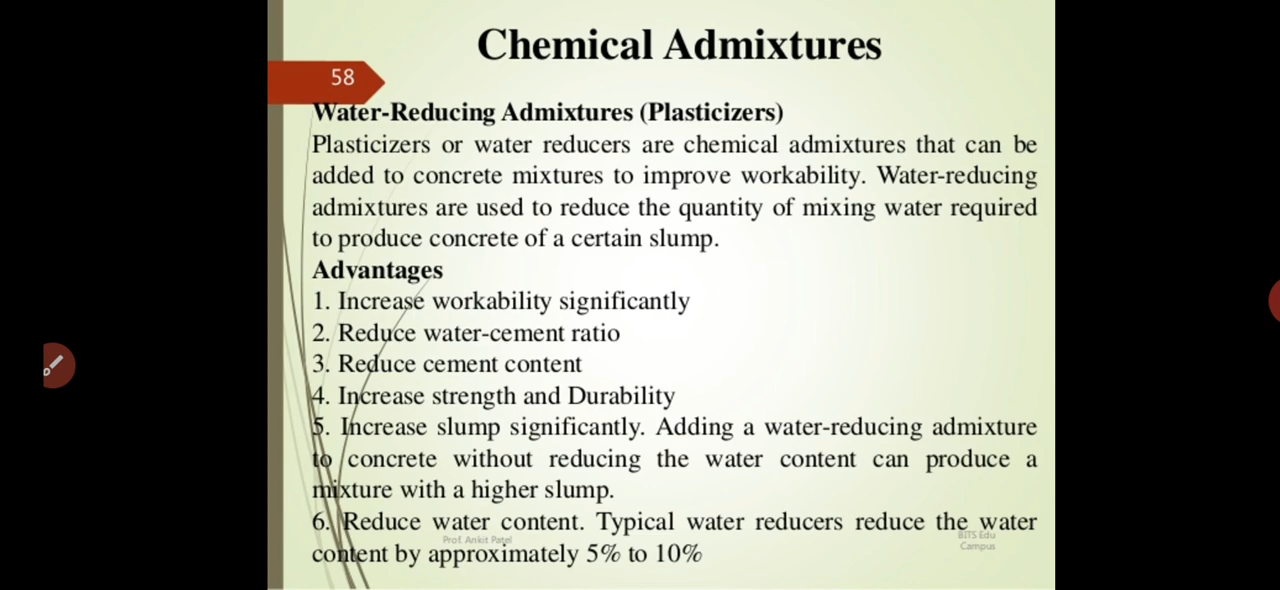 Chemical Admixtures
58
Water-Reducing Admixtures (Plasticizers)
Plasticizers or water reducers are chemical admixtures that can be
added to concrete mixtures to improve workability. Water-reducing
admixtures are used to reduce the quantity of mixing water required
to produce concrete of a certain slump.
Advantages
1. Increase workability significantly
2. Reduce water-cement ratio
3. Reduce cement content
4. Increase strength and Durability
5. Increase slump significantly. Adding a water-reducing admixture
to concrete without reducing the water content can produce a
mixture with a higher slump.
6. Reduce water content. Typical water reducers reduce the water
content by approximately 5% to 10%
Prof. Ankit Patel
BITS Edu
Campus